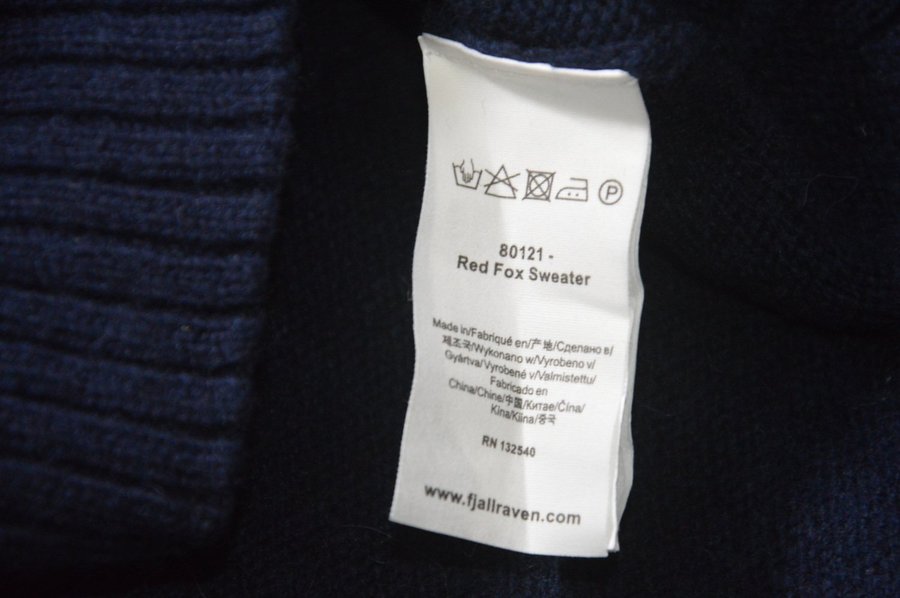 P
80121 -
Red Fox Sweater
Made in/Fabriqué en/产地/Сделано в/
제조국/Wykonano w/Vyrobeno v/
Gyártva/Vyrobené v/Valmistettu/
Fabricado en
China/Chine/中国/Китае/Čína/
Kína/Kiina/중국
RN 132540
www.fjallraven.com